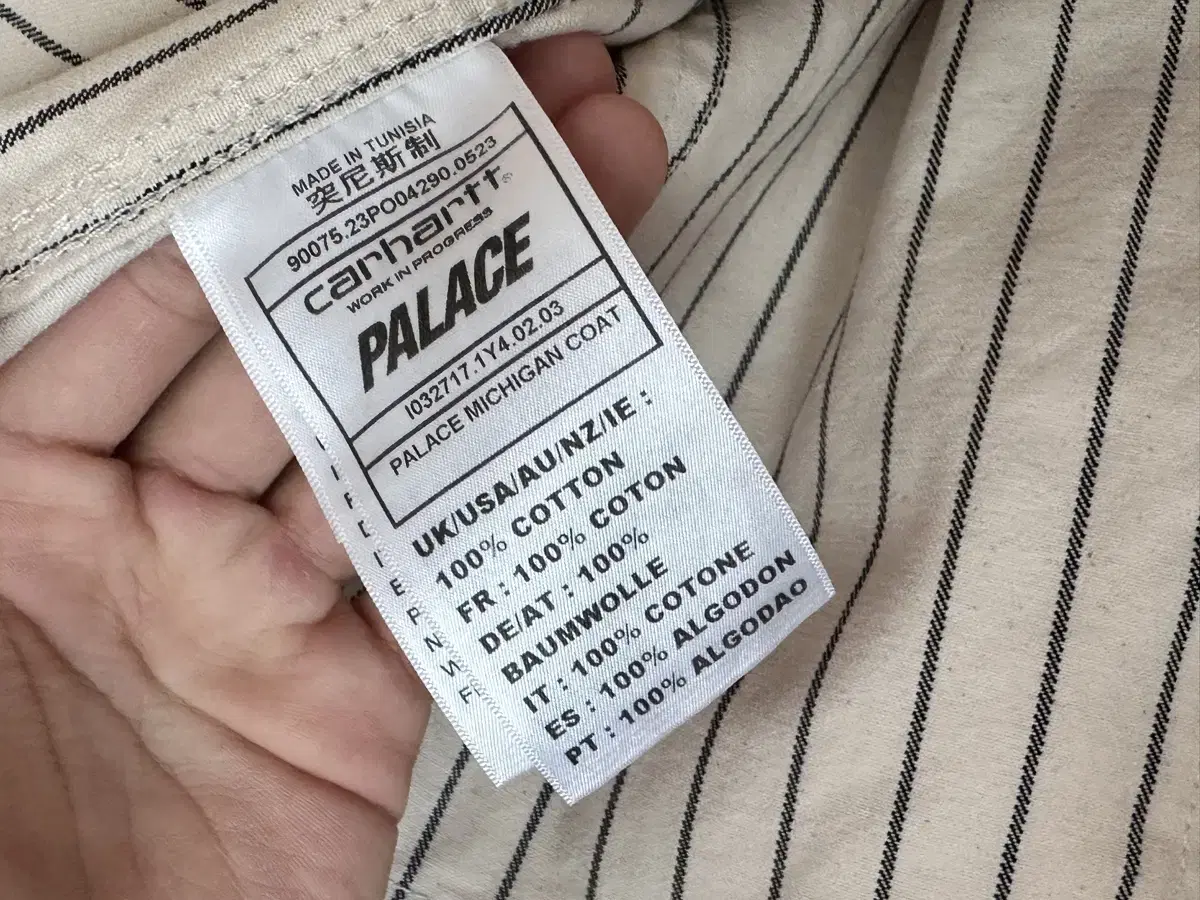 MADE IN TUNISIA
突尼斯制
90075.23PO04290.0523
carhartt®
WORK IN PROGRESS
PALACE
I032717.1Y4.02.03
PALACE MICHIGAN COAT
UK/USA/AU/NZ/IE :
100% COTTON
FR : 100% COTON
DE/AT : 100%
BAUMWOLLE
IT : 100% COTONE
ES : 100% ALGODON
PT : 100% ALGODAO